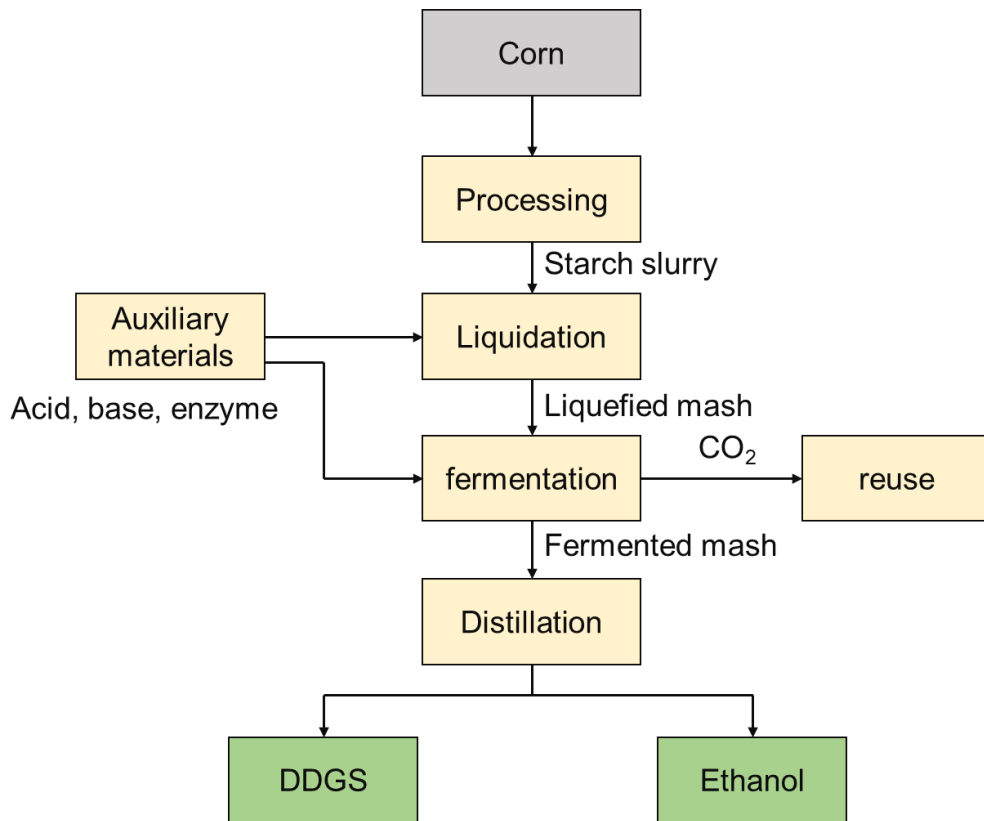 Corn
Processing
Starch slurry
Auxiliary
materials
Liquidation
Acid, base, enzyme
Liquefied mash
CO₂
fermentation
reuse
Fermented mash
Distillation
DDGS
Ethanol